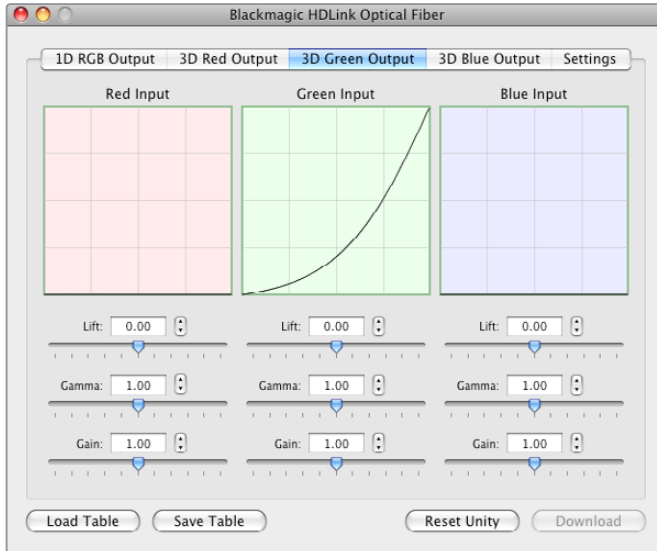 Blackmagic HDLink Optical Fiber
1D RGB Output 3D Red Output 3D Green Output 3D Blue Output Settings
Red Input Green Input Blue Input
Lift: 0.00 Lift: 0.00 Lift: 0.00
Gamma: 1.00 Gamma: 1.00 Gamma: 1.00
Gain: 1.00 Gain: 1.00 Gain: 1.00
Load Table Save Table Reset Unity Download